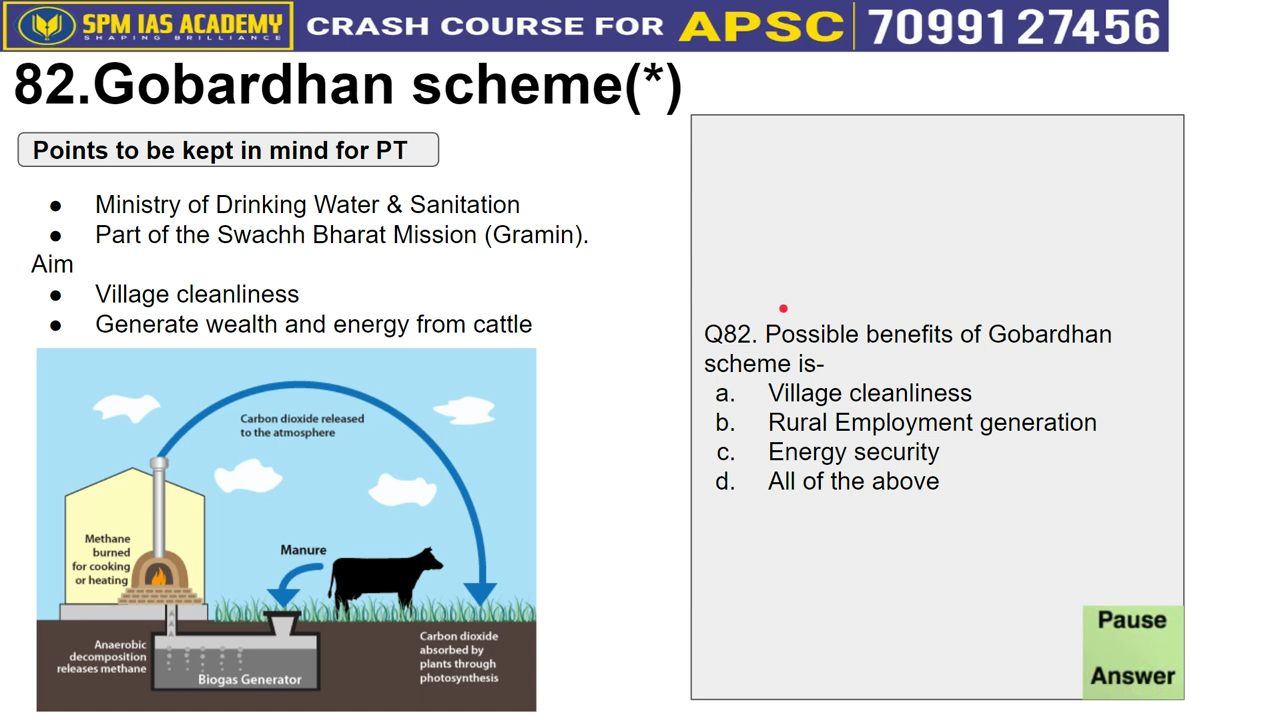 SPM IAS ACADEMY
SHAPING BRILLIANCE
CRASH COURSE FOR APSC 70991 27456
82.Gobardhan scheme(*)
Points to be kept in mind for PT
● Ministry of Drinking Water & Sanitation
● Part of the Swachh Bharat Mission (Gramin).
Aim
● Village cleanliness
● Generate wealth and energy from cattle
Carbon dioxide released
to the atmosphere
Methane
burned
for cooking
or heating
Manure
Anaerobic
decomposition
releases methane
Biogas Generator
Carbon dioxide
absorbed by
plants through
photosynthesis
Q82. Possible benefits of Gobardhan
scheme is-
a. Village cleanliness
b. Rural Employment generation
c. Energy security
d. All of the above
Pause
Answer